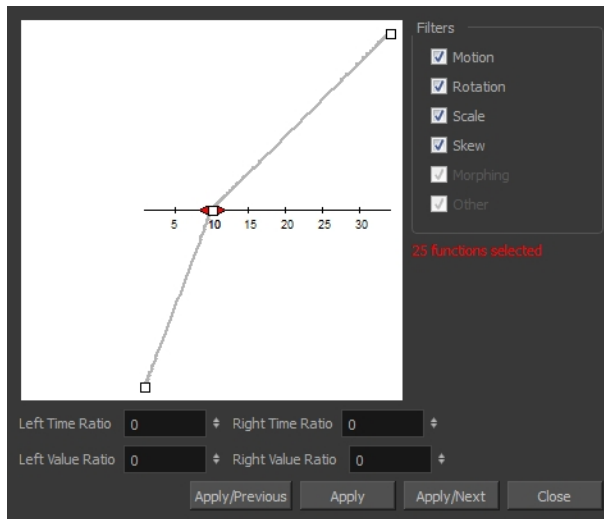 Filters
Motion
Rotation
Scale
Skew
Morphing
Other
5 10 15 20 25 30
25 functions selected
Left Time Ratio 0 Right Time Ratio 0
Left Value Ratio 0 Right Value Ratio 0
Apply/Previous Apply Apply/Next Close